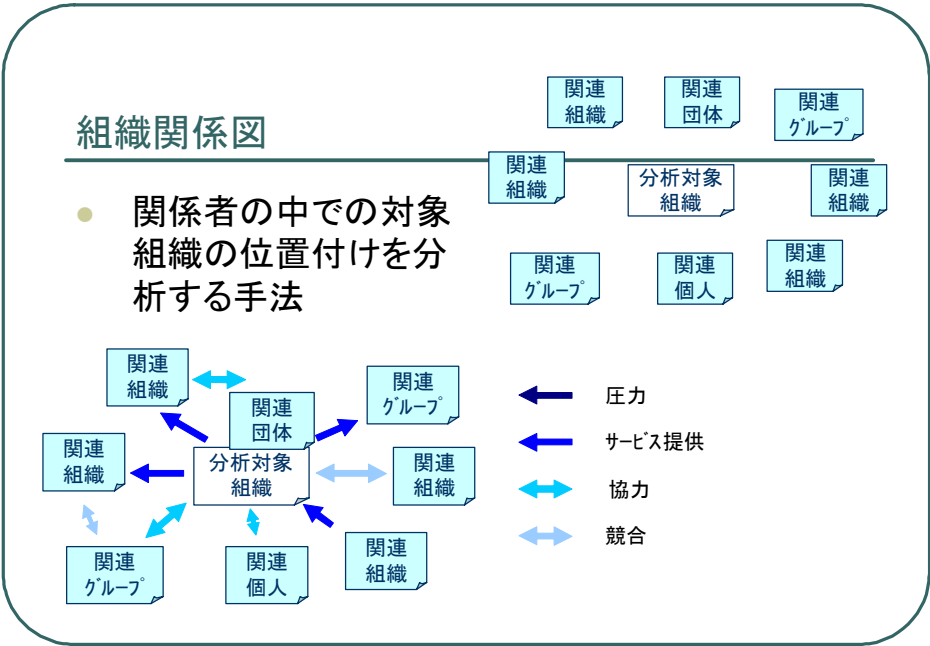 組織関係図
関係者の中での対象
組織の位置付けを分
析する手法
関連
組織
関連
団体
関連
ｸﾞﾙｰﾌﾟ
関連
組織
分析対象
組織
関連
組織
関連
ｸﾞﾙｰﾌﾟ
関連
個人
関連
組織
関連
組織
関連
団体
関連
ｸﾞﾙｰﾌﾟ
関連
組織
分析対象
組織
関連
組織
関連
ｸﾞﾙｰﾌﾟ
関連
個人
関連
組織
圧力
ｻｰﾋﾞｽ提供
協力
競合